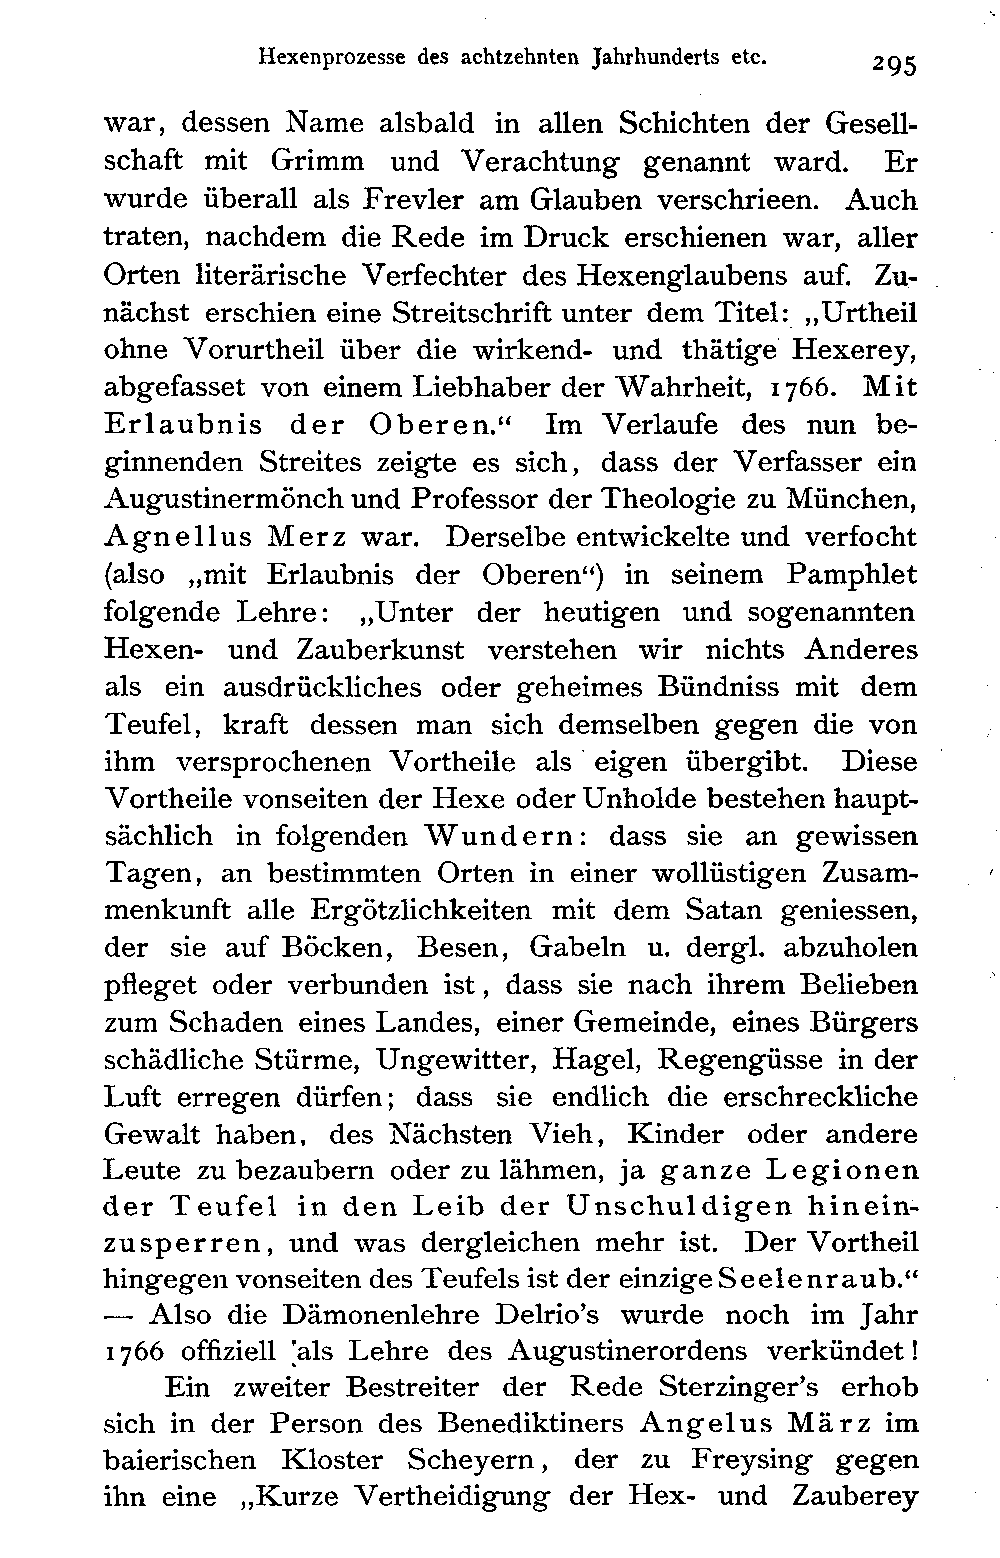 Hexenprozesse des achtzehnten Jahrhunderts etc. 295
war, dessen Name alsbald in allen Schichten der Gesell-
schaft mit Grimm und Verachtung genannt ward. Er
wurde überall als Frevler am Glauben verschrieen. Auch
traten, nachdem die Rede im Druck erschienen war, aller
Orten literärische Verfechter des Hexenglaubens auf. Zu-
nächst erschien eine Streitschrift unter dem Titel: „Urtheil
ohne Vorurtheil über die wirkend- und thätige Hexerey,
abgefasset von einem Liebhaber der Wahrheit, 1766. Mit
Erlaubnis der Oberen.“ Im Verlaufe des nun be-
ginnenden Streites zeigte es sich, dass der Verfasser ein
Augustinermönch und Professor der Theologie zu München,
Agnellus Merz war. Derselbe entwickelte und verfocht
(also „mit Erlaubnis der Oberen“) in seinem Pamphlet
folgende Lehre: „Unter der heutigen und sogenannten
Hexen- und Zauberkunst verstehen wir nichts Anderes
als ein ausdrückliches oder geheimes Bündniss mit dem
Teufel, kraft dessen man sich demselben gegen die von
ihm versprochenen Vortheile als eigen übergibt. Diese
Vortheile vonseiten der Hexe oder Unholde bestehen haupt-
sächlich in folgenden Wundern: dass sie an gewissen
Tagen, an bestimmten Orten in einer wollüstigen Zusam-
menkunft alle Ergötzlichkeiten mit dem Satan geniessen,
der sie auf Böcken, Besen, Gabeln u. dergl. abzuholen
pfleget oder verbunden ist, dass sie nach ihrem Belieben
zum Schaden eines Landes, einer Gemeinde, eines Bürgers
schädliche Stürme, Ungewitter, Hagel, Regengüsse in der
Luft erregen dürfen; dass sie endlich die erschreckliche
Gewalt haben, des Nächsten Vieh, Kinder oder andere
Leute zu bezaubern oder zu lähmen, ja ganze Legionen
der Teufel in den Leib der Unschuldigen hinein-
zusperren, und was dergleichen mehr ist. Der Vortheil
hingegen vonseiten des Teufels ist der einzige Seelenraub.“
— Also die Dämonenlehre Delrio’s wurde noch im Jahr
1766 offiziell als Lehre des Augustinerordens verkündet!
Ein zweiter Bestreiter der Rede Sterzinger’s erhob
sich in der Person des Benediktiners Angelus März im
baierischen Kloster Scheyern, der zu Freysing gegen
ihn eine „Kurze Vertheidigung der Hex- und Zauberey